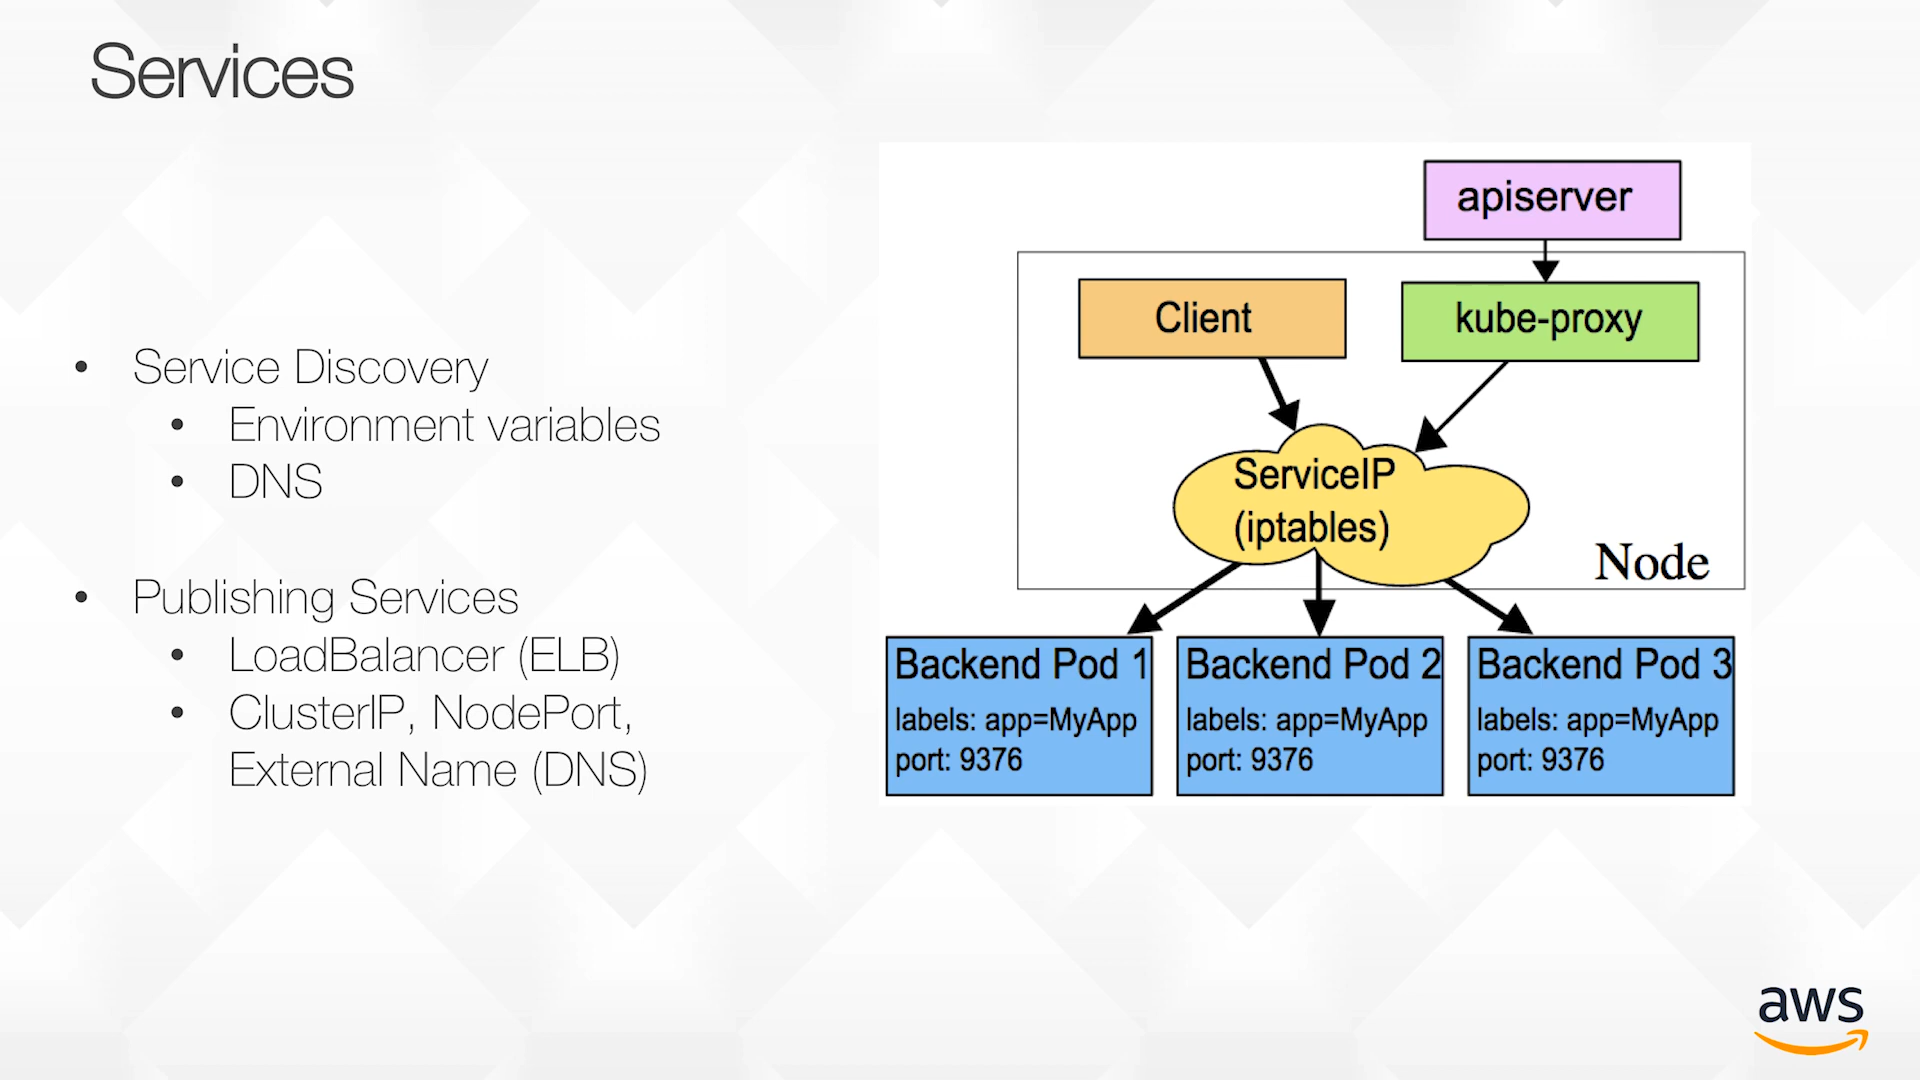 Services
• Service Discovery
• Environment variables
• DNS
• Publishing Services
• LoadBalancer (ELB)
• ClusterIP, NodePort,
External Name (DNS)
apiserver
Client
kube-proxy
ServiceIP
(iptables)
Node
Backend Pod 1
labels: app=MyApp
port: 9376
Backend Pod 2
labels: app=MyApp
port: 9376
Backend Pod 3
labels: app=MyApp
port: 9376
aws